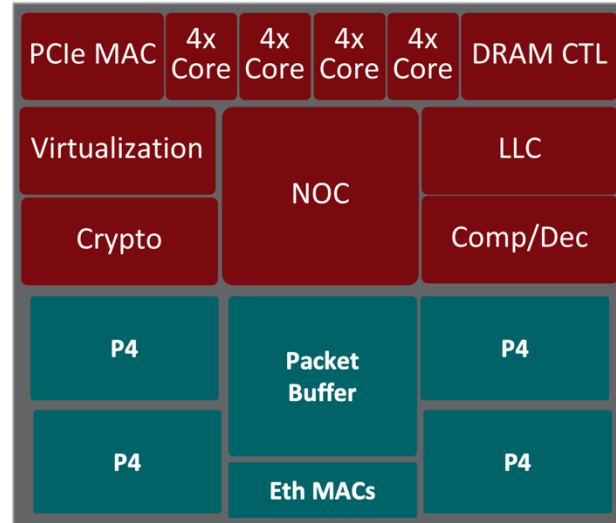 PCIe MAC
4x
Core
4x
Core
4x
Core
4x
Core
DRAM CTL
Virtualization
NOC
LLC
Crypto
Comp/Dec
P4
Packet
Buffer
P4
P4
Eth MACs
P4